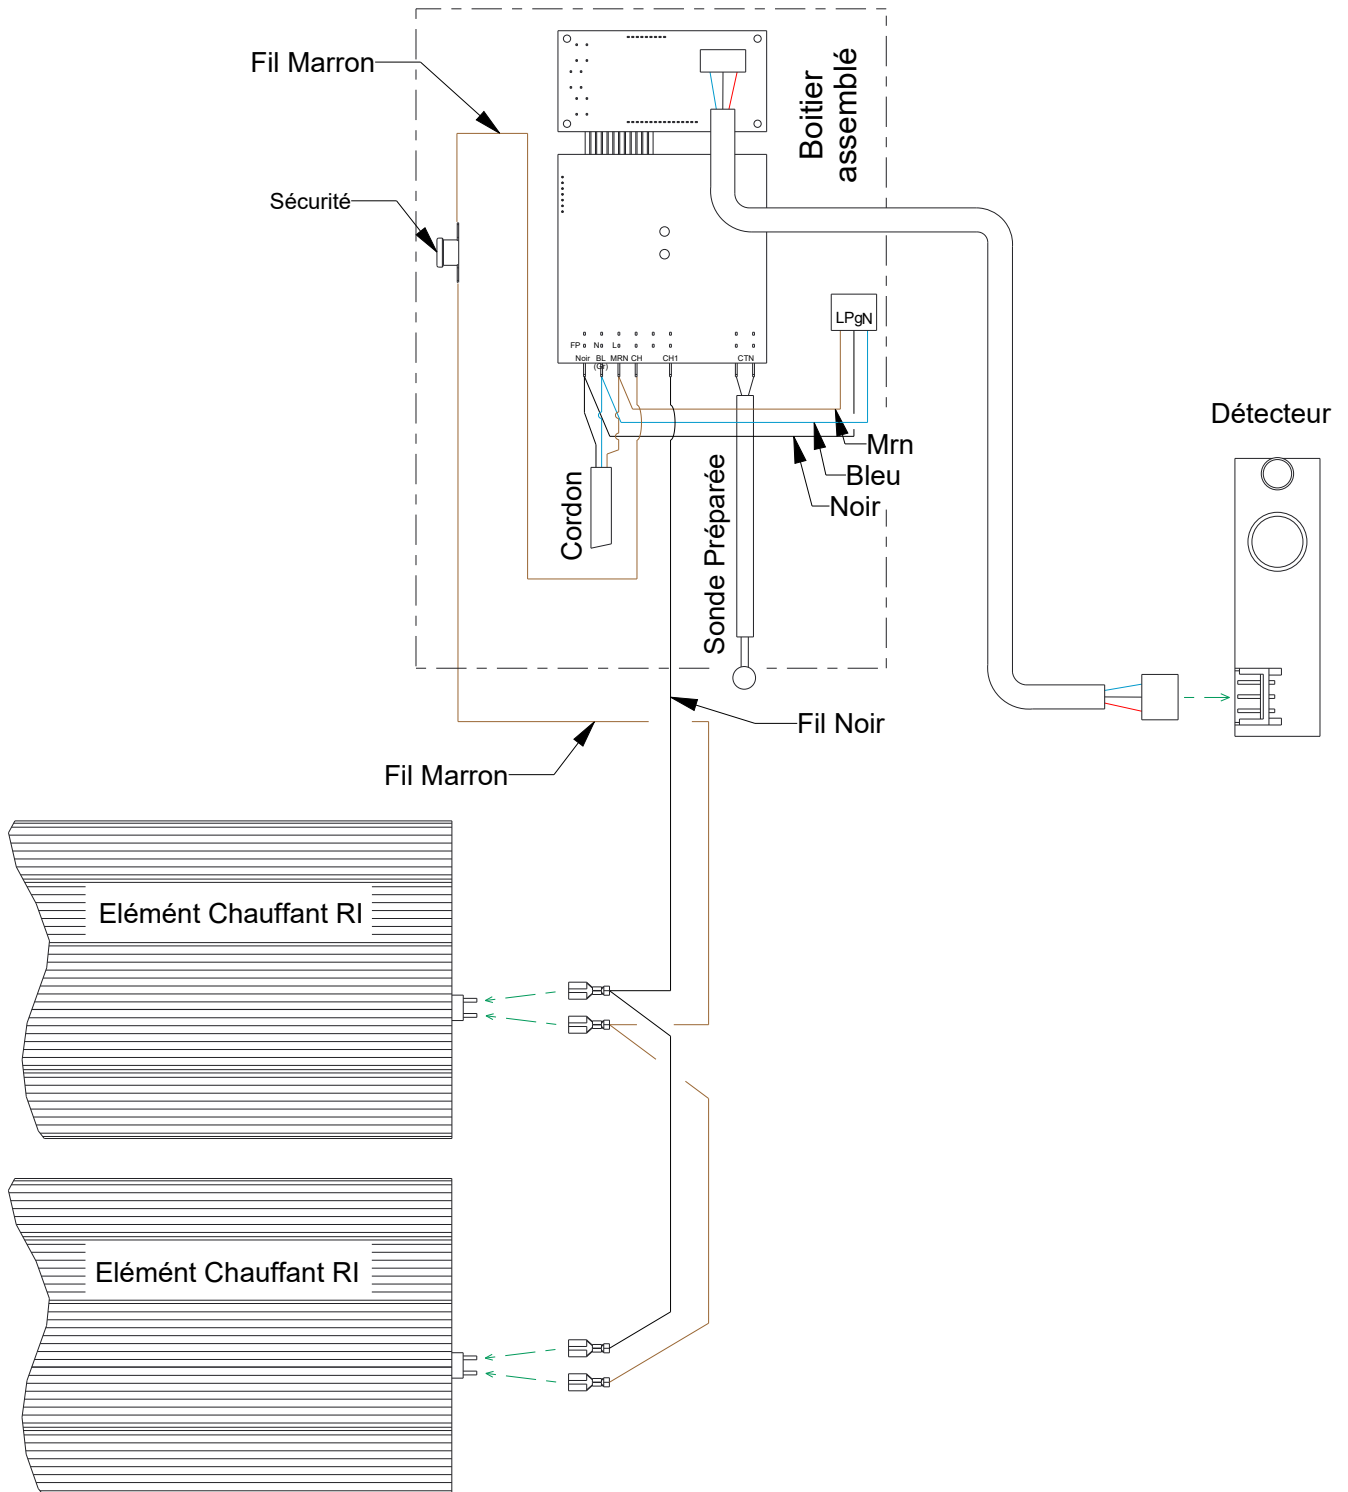 Fil Marron
Boitier
assemblé
Sécurité
LPgN
FP N L
Noir BL MRN CH CH1 CTN
(Gr)
Détecteur
Mrn
Bleu
Noir
Cordon
Sonde Préparée
Fil Noir
Fil Marron
Elémént Chauffant RI
Elémént Chauffant RI